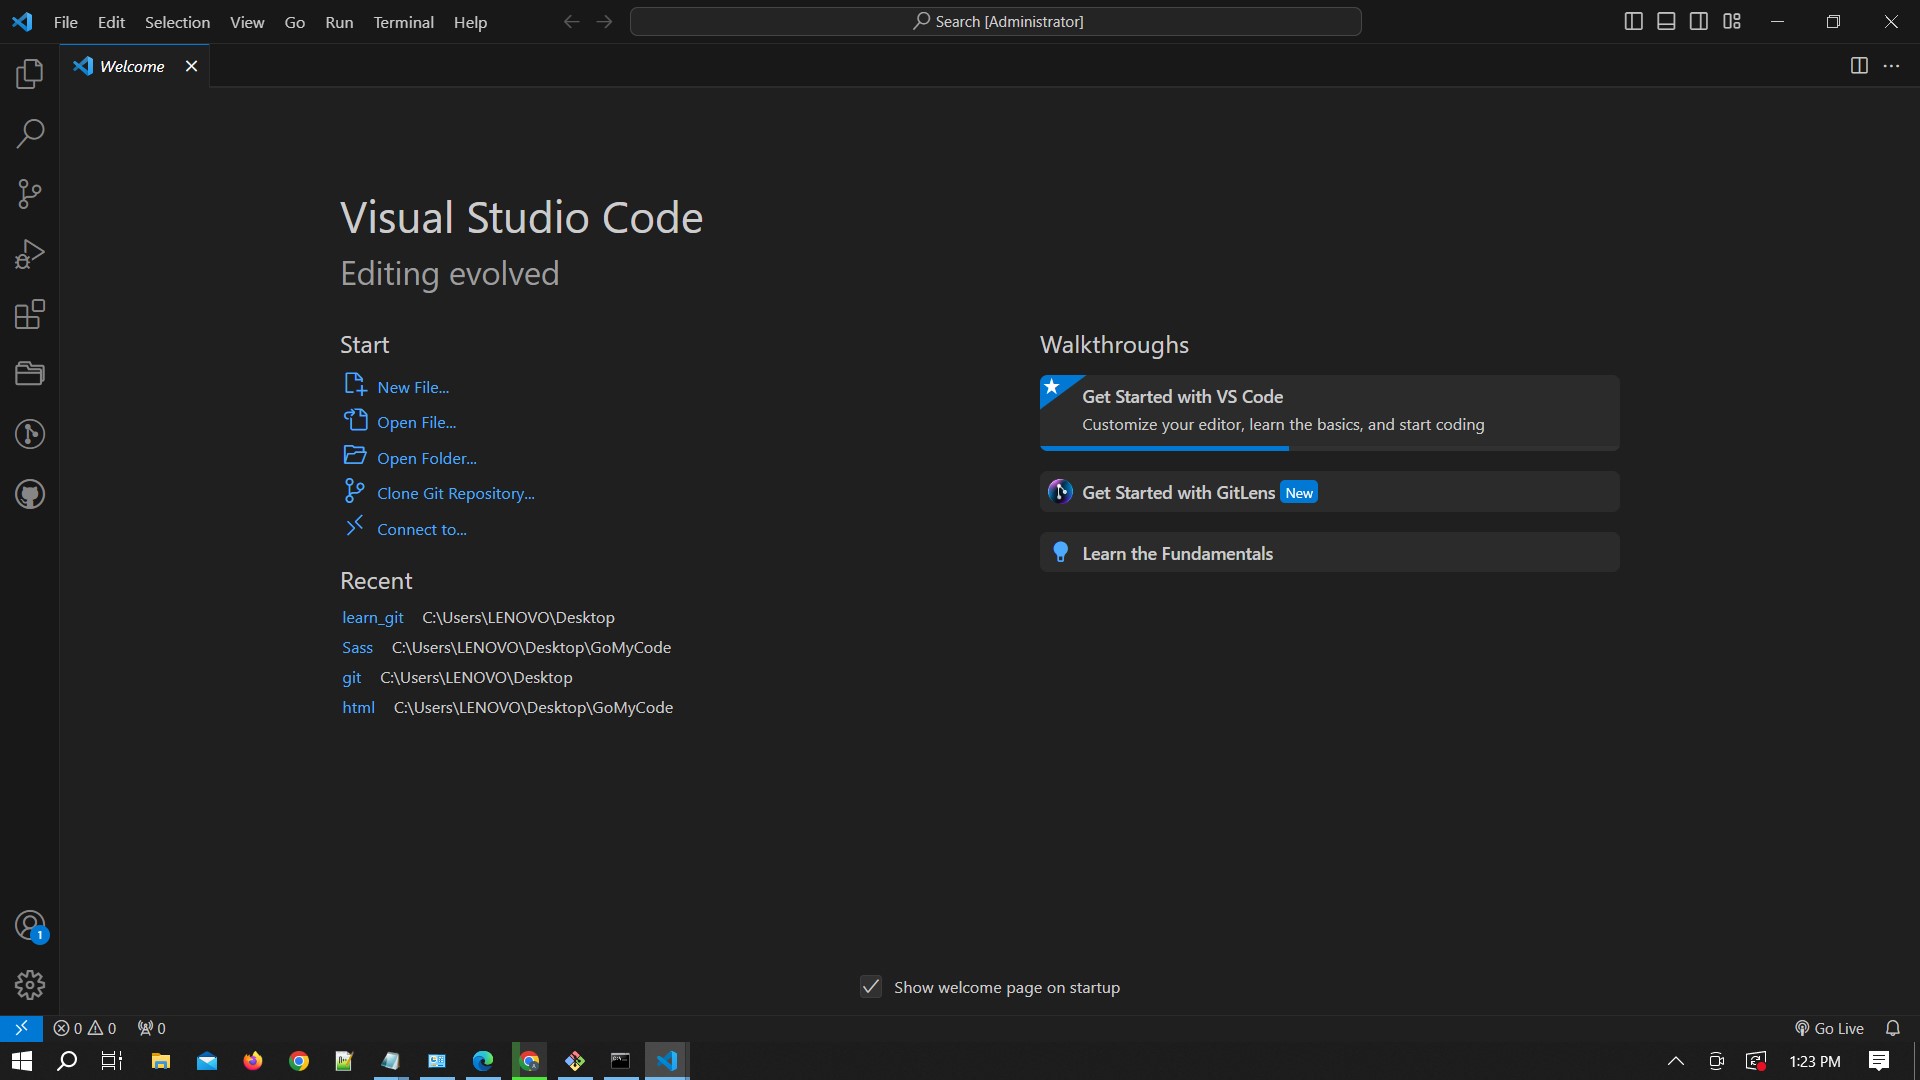 File Edit Selection View Go Run Terminal Help
Search [Administrator]
Welcome
Visual Studio Code
Editing evolved
Start
New File...
Open File...
Open Folder...
Clone Git Repository...
Connect to...
Recent
learn_git C:\Users\LENOVO\Desktop
Sass C:\Users\LENOVO\Desktop\GoMyCode
git C:\Users\LENOVO\Desktop
html C:\Users\LENOVO\Desktop\GoMyCode
Walkthroughs
Get Started with VS Code
Customize your editor, learn the basics, and start coding
Get Started with GitLens New
Learn the Fundamentals
1
Show welcome page on startup
0 0 0
Go Live
1:23 PM